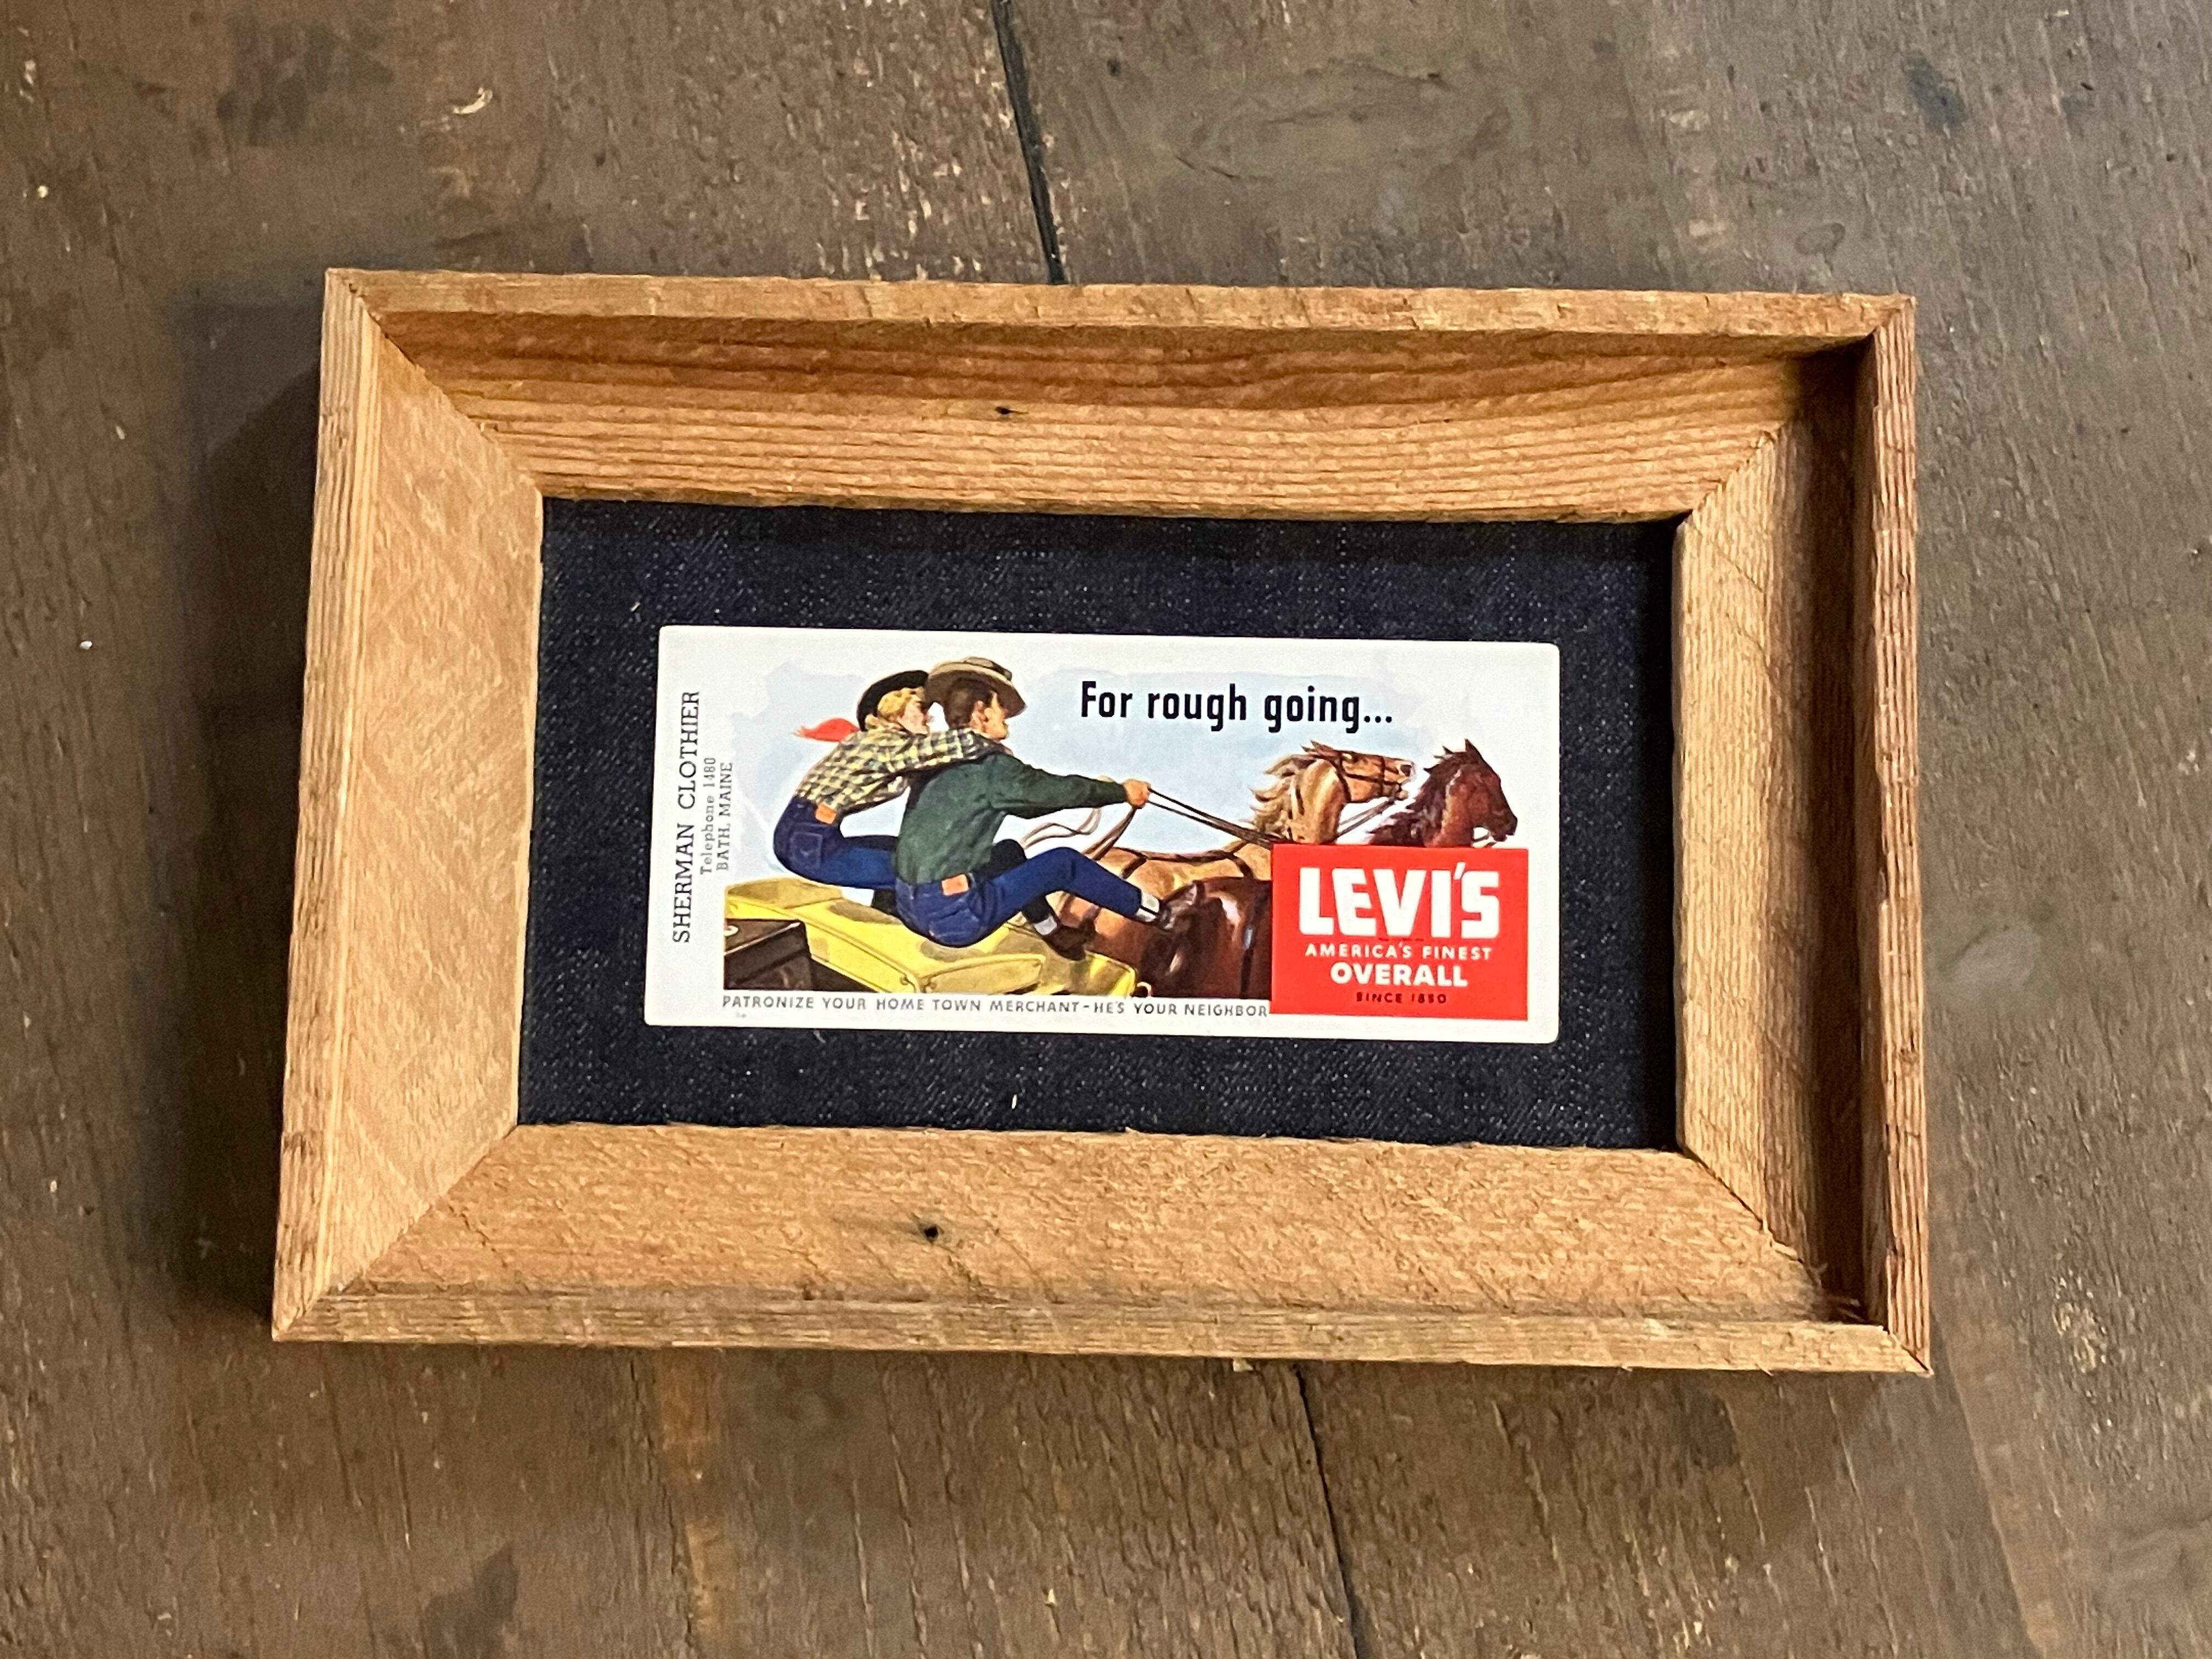 SHERMAN CLOTHIER
Telephone 1480
BATH, MAINE
For rough going...
LEVI'S
AMERICA'S FINEST
OVERALL
SINCE 1850
PATRONIZE YOUR HOME TOWN MERCHANT-HE'S YOUR NEIGHBOR